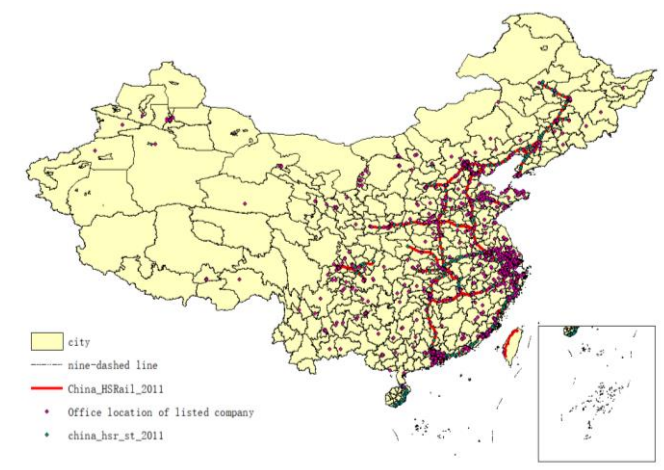 city
nine-dashed line
China_HSRail_2011
Office location of listed company
china_hsr_st_2011